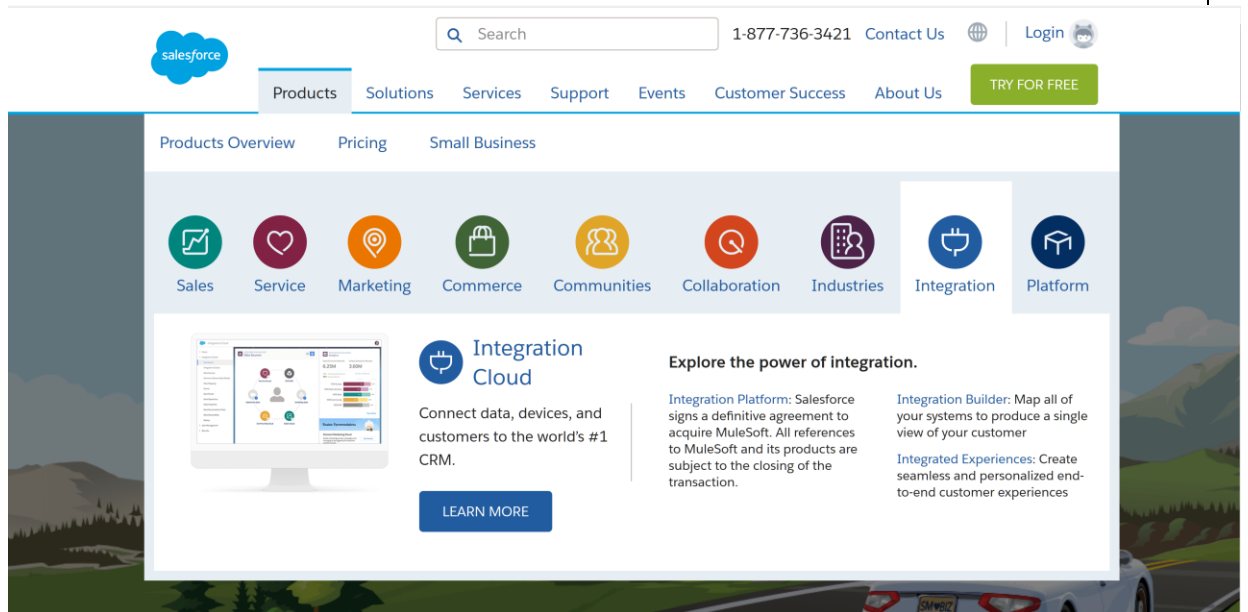 salesforce
Search
1-877-736-3421 Contact Us
Login
Products Solutions Services Support Events Customer Success About Us
TRY FOR FREE
Products Overview Pricing Small Business
Sales Service Marketing Commerce Communities Collaboration Industries Integration Platform
Integration
Cloud
Connect data, devices, and
customers to the world's #1
CRM.
LEARN MORE
Explore the power of integration.
Integration Platform: Salesforce
signs a definitive agreement to
acquire MuleSoft. All references
to MuleSoft and its products are
subject to the closing of the
transaction.
Integration Builder: Map all of
your systems to produce a single
view of your customer
Integrated Experiences: Create
seamless and personalized end-
to-end customer experiences